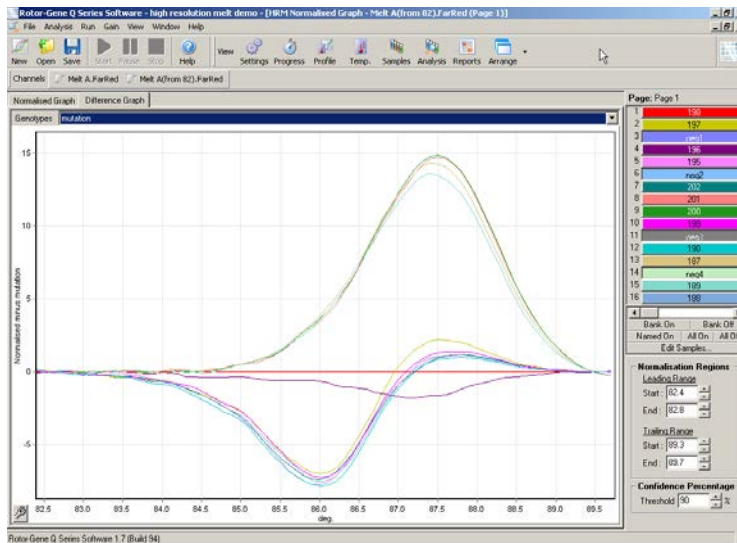 Rotor-Gene Q Series Software - high resolution melt demo - [HRM Normalised Graph - Melt A(from 82).FarRed (Page 1)]
File Analysis Run Gain View Window Help
New Open Save Start Pause Stop Help View Settings Progress Profile Temp. Samples Analysis Reports Arrange
Channels Melt A.FarRed Melt A(from 82).FarRed
Normalised Graph Difference Graph
Genotypes mutation
15
10
5
0
-5
Normalised minus mutation
82.5 83.0 83.5 84.0 84.5 85.0 85.5 86.0 86.5 87.0 87.5 88.0 88.5 89.0 89.5
deg.
Page: Page 1
1 198
2 197
3 neg1
4 196
5 195
6 neg2
7 202
8 201
9 200
10 199
11
12 190
13 187
14 neg4
15 189
16 188
Bank On Bank Off
Named On All On All Of
Edit Samples...
Normalisation Regions
Leading Range
Start : 82.4
End : 82.8
Trailing Range
Start : 89.3
End : 89.7
Confidence Percentage
Threshold 90 %
Rotor-Gene Q Series Software 1.7 (Build 94)